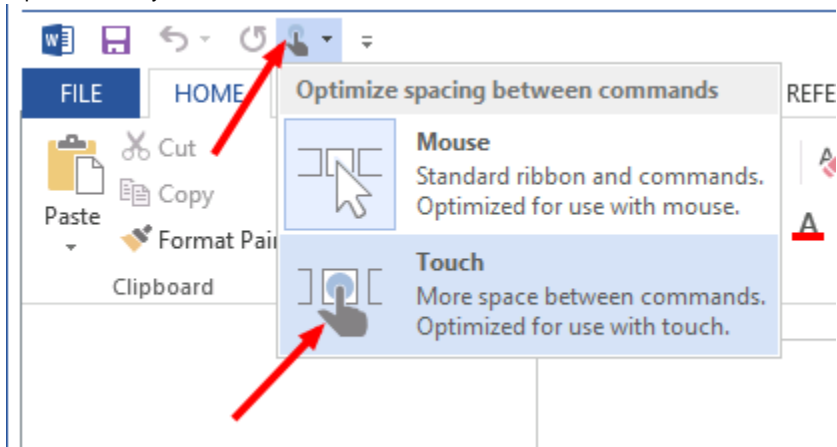 FILE
HOME
REFE
Optimize spacing between commands
Mouse
Standard ribbon and commands.
Optimized for use with mouse.
Touch
More space between commands.
Optimized for use with touch.
Cut
Copy
Format Pai
Paste
Clipboard
A